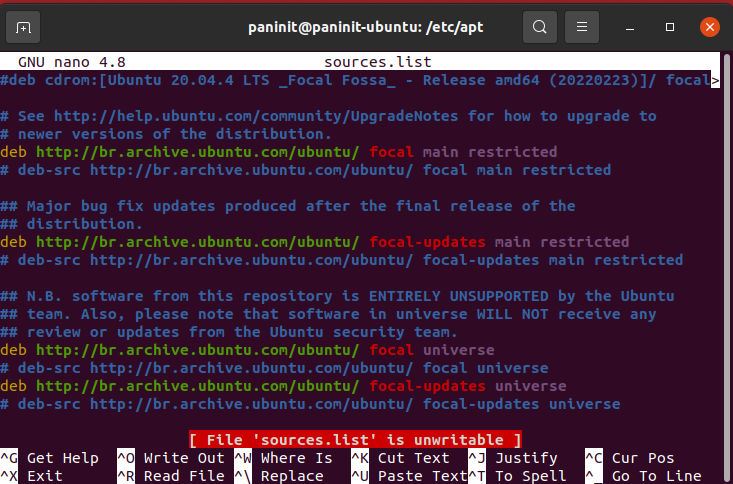 paninit@paninit-ubuntu: /etc/apt
GNU nano 4.8 sources.list
#deb cdrom:[Ubuntu 20.04.4 LTS _Focal Fossa_ - Release amd64 (20220223)]/ focal>
# See http://help.ubuntu.com/community/UpgradeNotes for how to upgrade to
# newer versions of the distribution.
deb http://br.archive.ubuntu.com/ubuntu/ focal main restricted
# deb-src http://br.archive.ubuntu.com/ubuntu/ focal main restricted
## Major bug fix updates produced after the final release of the
## distribution.
deb http://br.archive.ubuntu.com/ubuntu/ focal-updates main restricted
# deb-src http://br.archive.ubuntu.com/ubuntu/ focal-updates main restricted
## N.B. software from this repository is ENTIRELY UNSUPPORTED by the Ubuntu
## team. Also, please note that software in universe WILL NOT receive any
## review or updates from the Ubuntu security team.
deb http://br.archive.ubuntu.com/ubuntu/ focal universe
# deb-src http://br.archive.ubuntu.com/ubuntu/ focal universe
deb http://br.archive.ubuntu.com/ubuntu/ focal-updates universe
# deb-src http://br.archive.ubuntu.com/ubuntu/ focal-updates universe
[ File 'sources.list' is unwritable ]
^G Get Help ^O Write Out ^W Where Is ^K Cut Text ^J Justify ^C Cur Pos
^X Exit ^R Read File ^\ Replace ^U Paste Text^T To Spell ^_ Go To Line